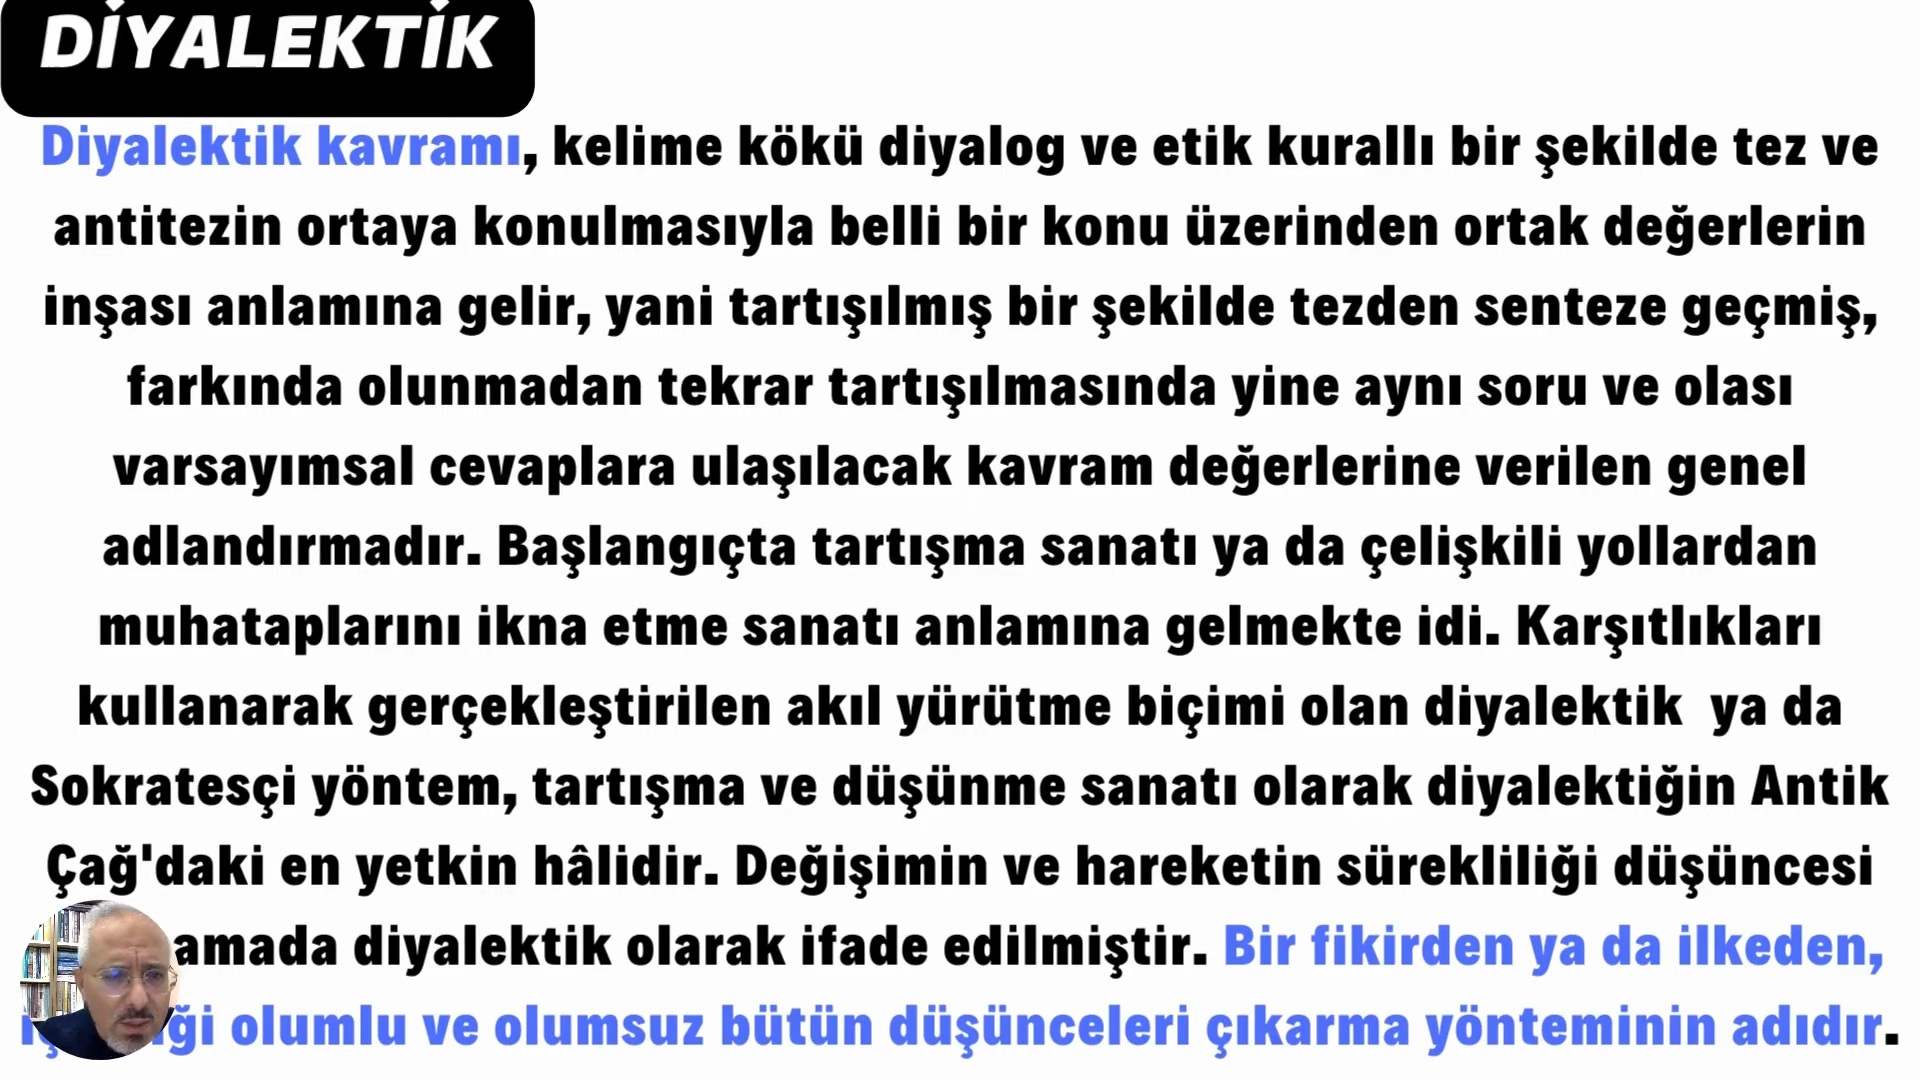 DİYALEKTİK
Diyalektik kavramı, kelime kökü diyalog ve etik kurallı bir şekilde tez ve
antitezin ortaya konulmasıyla belli bir konu üzerinden ortak değerlerin
inşası anlamına gelir, yani tartışılmış bir şekilde tezden senteze geçmiş,
farkında olunmadan tekrar tartışılmasında yine aynı soru ve olası
varsayımsal cevaplara ulaşılacak kavram değerlerine verilen genel
adlandırmadır. Başlangıçta tartışma sanatı ya da çelişkili yollardan
muhataplarını ikna etme sanatı anlamına gelmekte idi. Karşıtlıkları
kullanarak gerçekleştirilen akıl yürütme biçimi olan diyalektik  ya da
Sokratesçi yöntem, tartışma ve düşünme sanatı olarak diyalektiğin Antik
Çağ'daki en yetkin hâlidir. Değişimin ve hareketin sürekliliği düşüncesi
diyalektik olarak ifade edilmiştir. Bir fikirden ya da ilkeden,
olumlu ve olumsuz bütün düşünceleri çıkarma yönteminin adıdır.